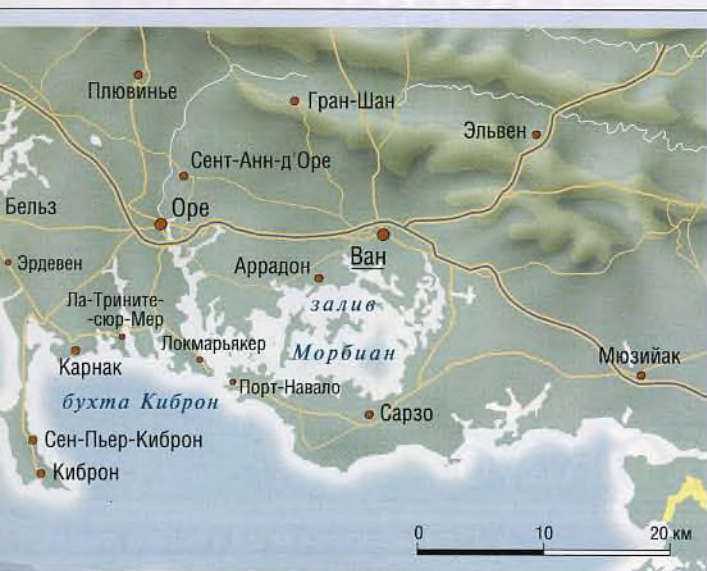 Плювинье
Гран-Шан
Эльвен
Сент-Анн-д'Оре
Бельз
Оре
Ван
Эрдевен
Аррадон
Ла-Трините-
-сюр-Мер
залив
Морбиан
Локмарьякер
Мюзийак
Карнак
Порт-Навало
бухта Киброн
Сарзо
Сен-Пьер-Киброн
Киброн
0 10 20 км